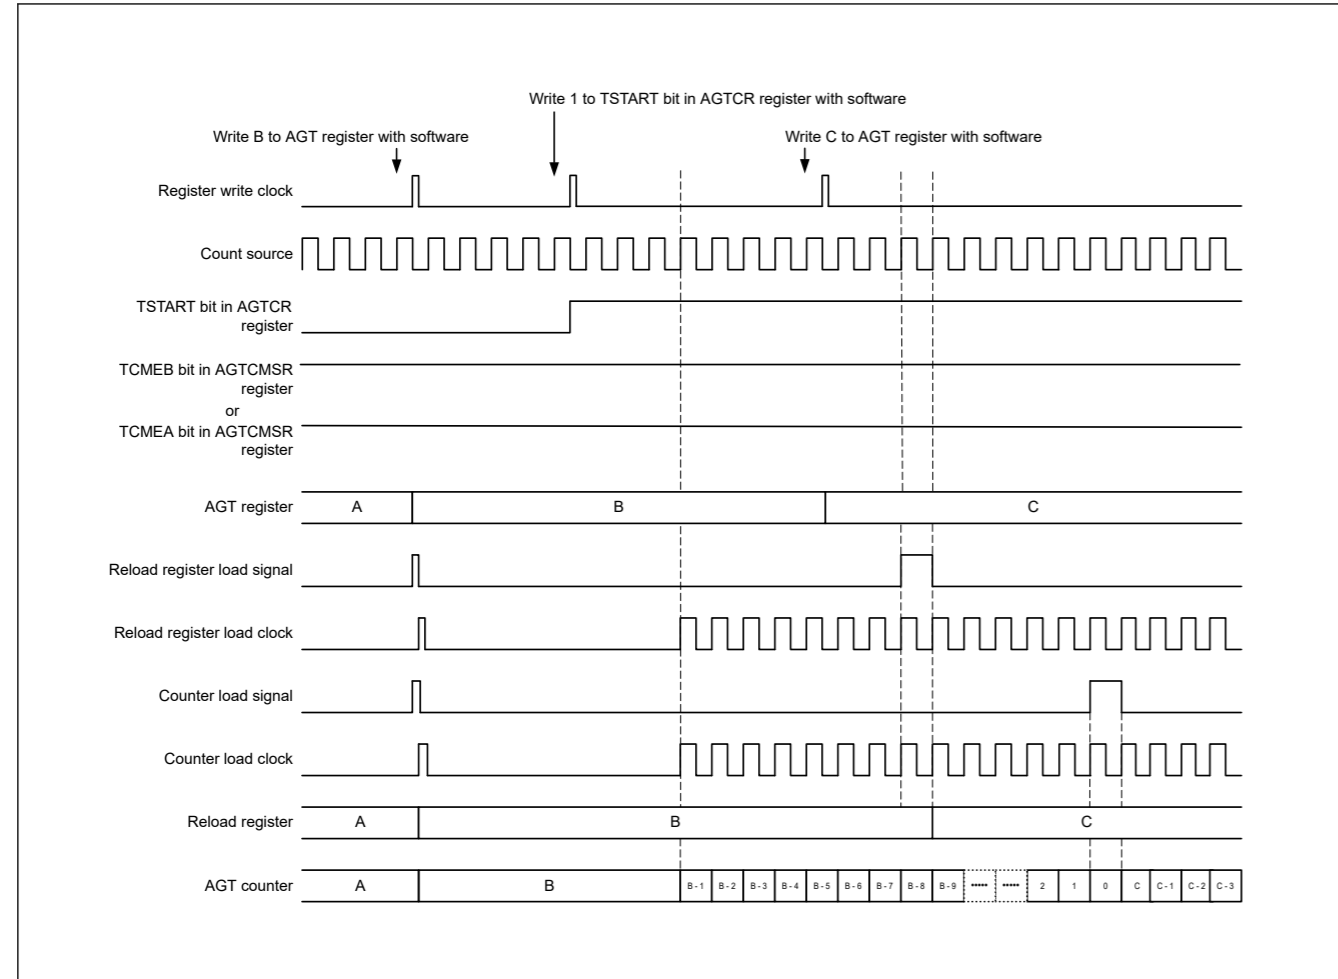 Write 1 to TSTART bit in AGTCR register with software
Write B to AGT register with software
Write C to AGT register with software
Register write clock
Count source
TSTART bit in AGTCR
register
TCMEB bit in AGTCMSR
register
or
TCMEA bit in AGTCMSR
register
AGT register A B C
Reload register load signal
Reload register load clock
Counter load signal
Counter load clock
Reload register A B C
AGT counter A B B - 1 B - 2 B - 3 B - 4 B - 5 B - 6 B - 7 B - 8 B - 9 ••••• ••••• 2 1 0 C C - 1 C - 2 C - 3